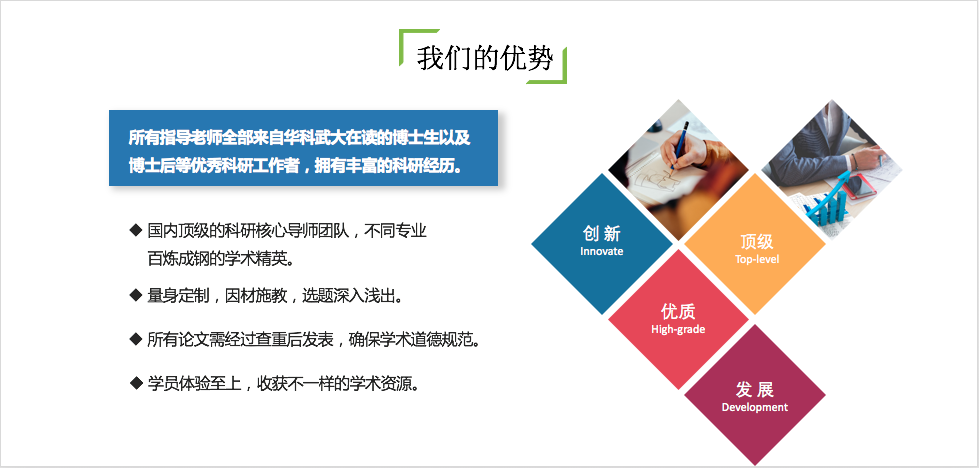 我们的优势
所有指导老师全部来自华科武大在读的博士生以及
博士后等优秀科研工作者，拥有丰富的科研经历。
◆ 国内顶级的科研核心导师团队，不同专业
百炼成钢的学术精英。
◆ 量身定制，因材施教，选题深入浅出。
◆ 所有论文需经过查重后发表，确保学术道德规范。
◆ 学员体验至上，收获不一样的学术资源。
创 新
Innovate
顶级
Top-level
优质
High-grade
发 展
Development